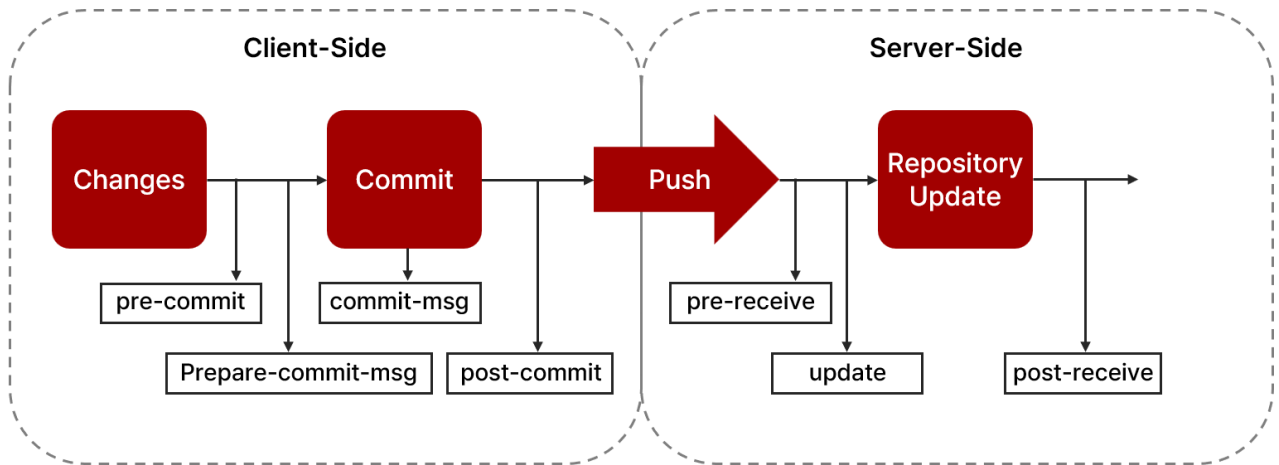 Client-Side
Server-Side
Changes
Commit
Push
Repository
Update
pre-commit
commit-msg
pre-receive
Prepare-commit-msg
post-commit
update
post-receive